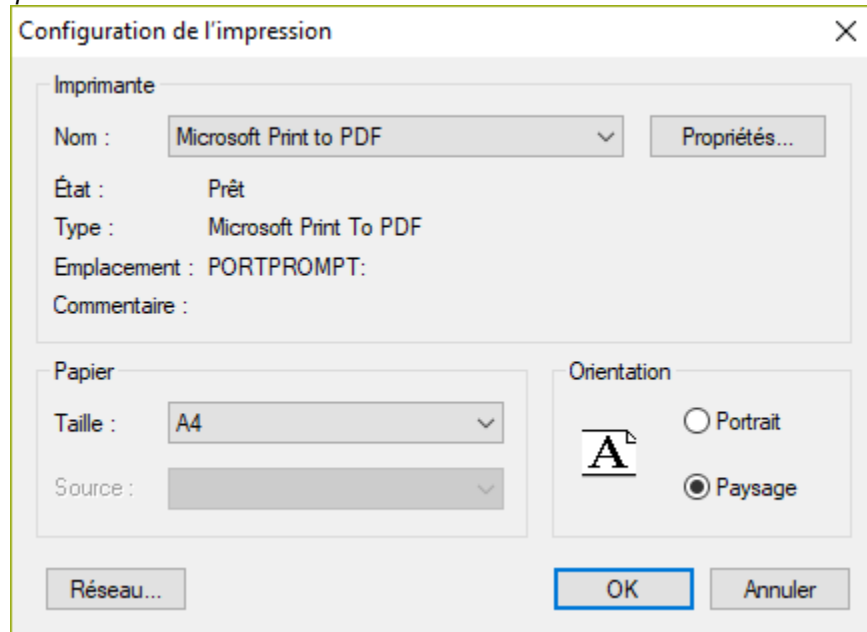 Configuration de l'impression
Imprimante
Nom : Microsoft Print to PDF Propriétés...
État : Prêt
Type : Microsoft Print To PDF
Emplacement : PORTPROMPT:
Commentaire :
Papier
Taille : A4
Source :
Orientation
A
Portrait
Paysage
Réseau... OK Annuler